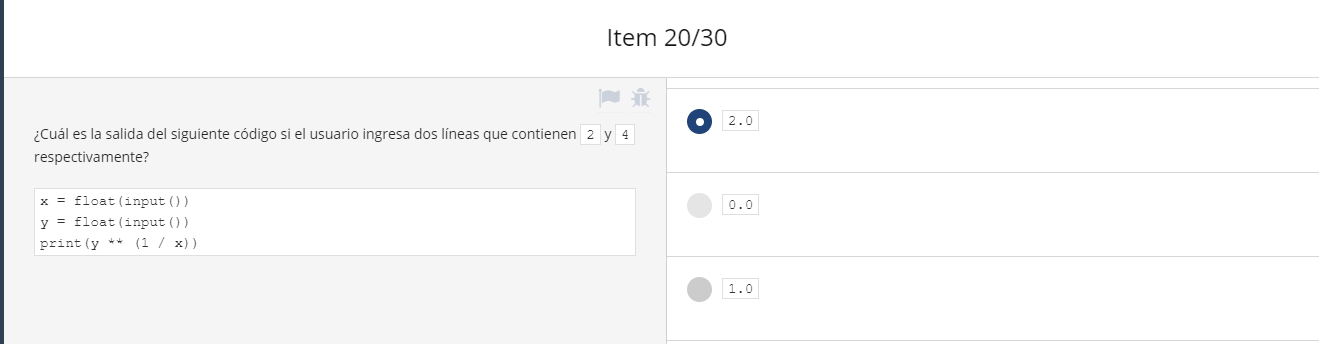 Item 20/30
¿Cuál es la salida del siguiente código si el usuario ingresa dos líneas que contienen 2 y 4
respectivamente?
x = float(input())
y = float(input())
print(y ** (1 / x))
2.0
0.0
1.0